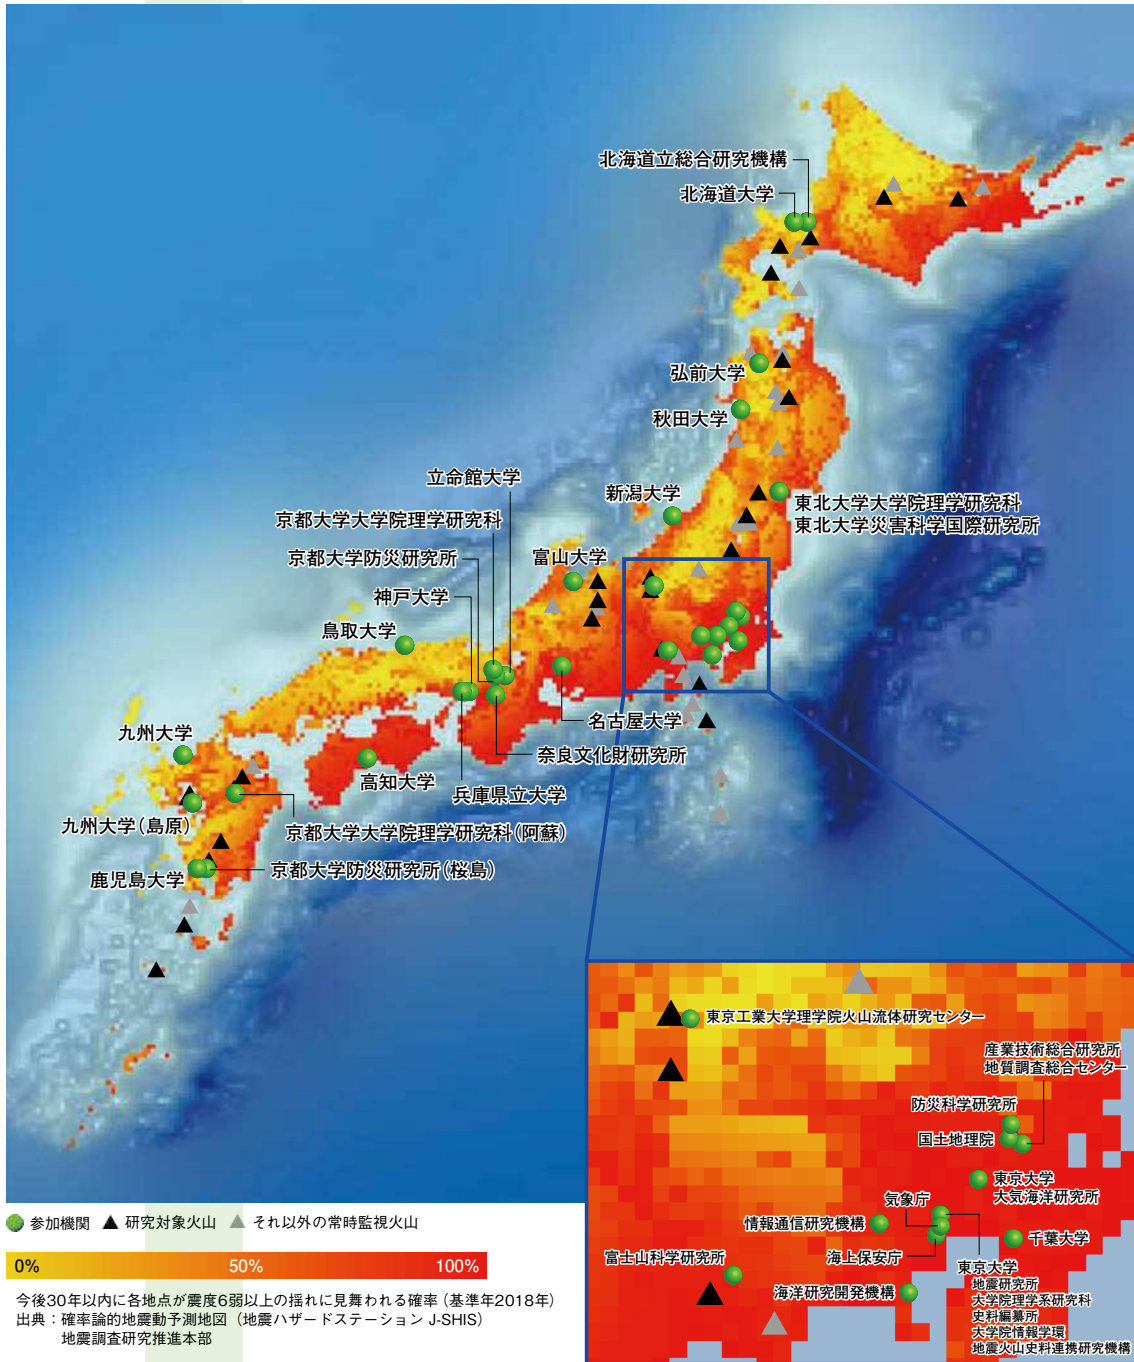 北海道立総合研究機構
北海道大学
弘前大学
秋田大学
立命館大学
新潟大学
東北大学大学院理学研究科
東北大学災害科学国際研究所
京都大学大学院理学研究科
京都大学防災研究所
富山大学
神戸大学
鳥取大学
名古屋大学
九州大学
奈良文化財研究所
高知大学
兵庫県立大学
九州大学(島原)
京都大学大学院理学研究科(阿蘇)
鹿児島大学
京都大学防災研究所(桜島)
東京工業大学理学院火山流体研究センター
産業技術総合研究所
地質調査総合センター
防災科学研究所
国土地理院
東京大学
大気海洋研究所
気象庁
情報通信研究機構
千葉大学
海上保安庁
富士山科学研究所
東京大学
地震研究所
大学院理学系研究科
史料編纂所
大学院情報学環
地震火山史料連携研究機構
海洋研究開発機構
参加機関 研究対象火山 それ以外の常時監視火山
0% 50% 100%
今後30年以内に各地点が震度6弱以上の揺れに見舞われる確率(基準年2018年)
出典:確率論的地震動予測地図(地震ハザードステーション J-SHIS)
地震調査研究推進本部